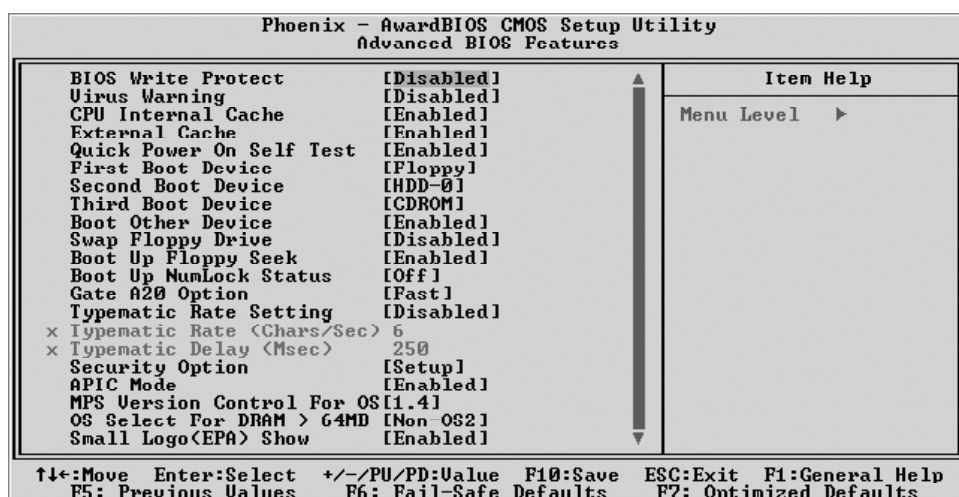 Phoenix - AwardBIOS CMOS Setup Utility
Advanced BIOS Features
BIOS Write Protect [Disabled]
Virus Warning [Disabled]
CPU Internal Cache [Enabled]
External Cache [Enabled]
Quick Power On Self Test [Enabled]
First Boot Device [Floppy]
Second Boot Device [HDD-0]
Third Boot Device [CDROM]
Boot Other Device [Enabled]
Swap Floppy Drive [Disabled]
Boot Up Floppy Seek [Enabled]
Boot Up NumLock Status [Off]
Gate A20 Option [Fast]
Typematic Rate Setting [Disabled]
x Typematic Rate (Chars/Sec) 6
x Typematic Delay (Msec) 250
Security Option [Setup]
APIC Mode [Enabled]
MPS Version Control For OS[1.4]
OS Select For DRAM > 64MB [Non-OS2]
Small Logo(EPA) Show [Enabled]
Item Help
Menu Level ►
↑↓←:Move Enter:Select +/-/PU/PD:Value F10:Save ESC:Exit F1:General Help
F5: Previous Values F6: Fail-Safe Defaults F7: Optimized Defaults